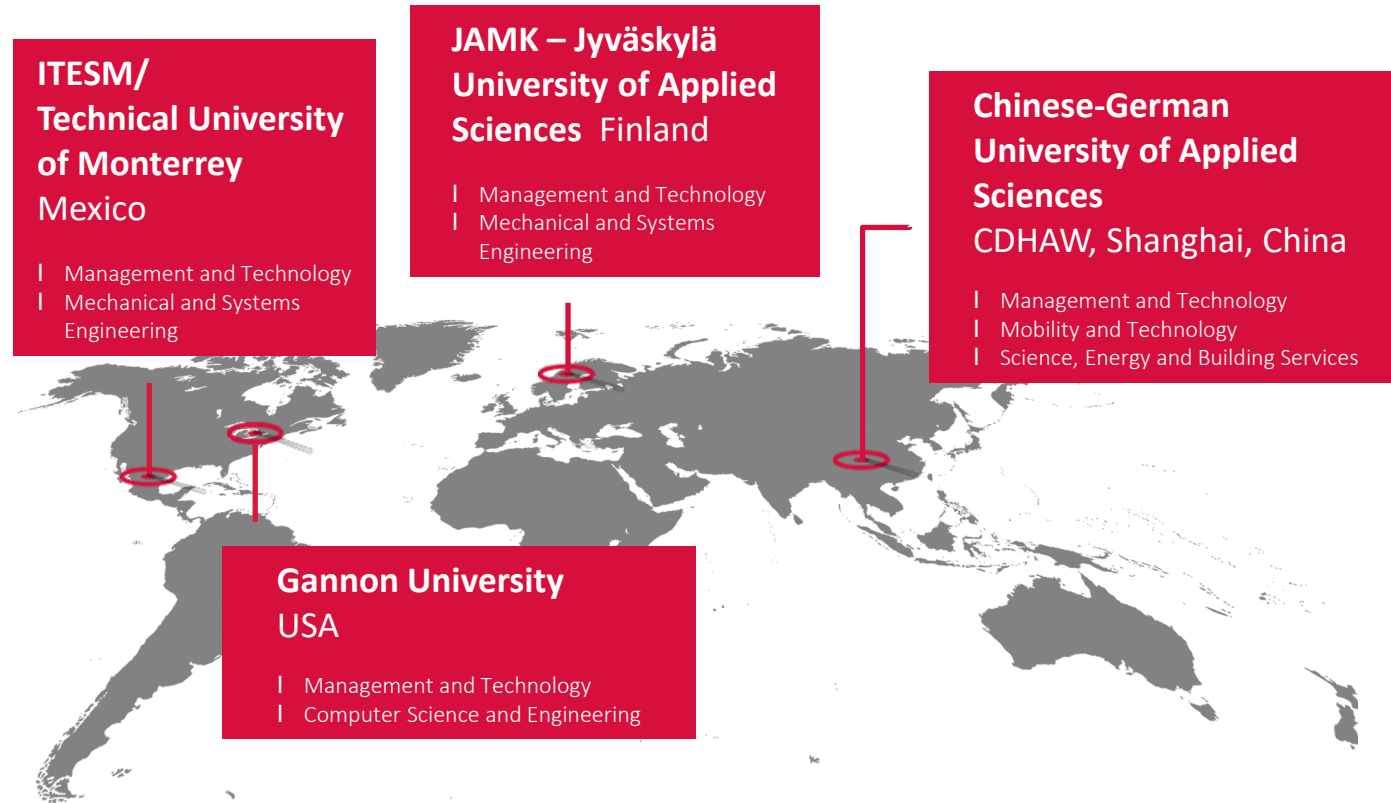 ITESM/
Technical University
of Monterrey
Mexico
l Management and Technology
l Mechanical and Systems
Engineering
JAMK – Jyväskylä
University of Applied
Sciences Finland
l Management and Technology
l Mechanical and Systems
Engineering
Chinese-German
University of Applied
Sciences
CDHAW, Shanghai, China
l Management and Technology
l Mobility and Technology
l Science, Energy and Building Services
Gannon University
USA
l Management and Technology
l Computer Science and Engineering